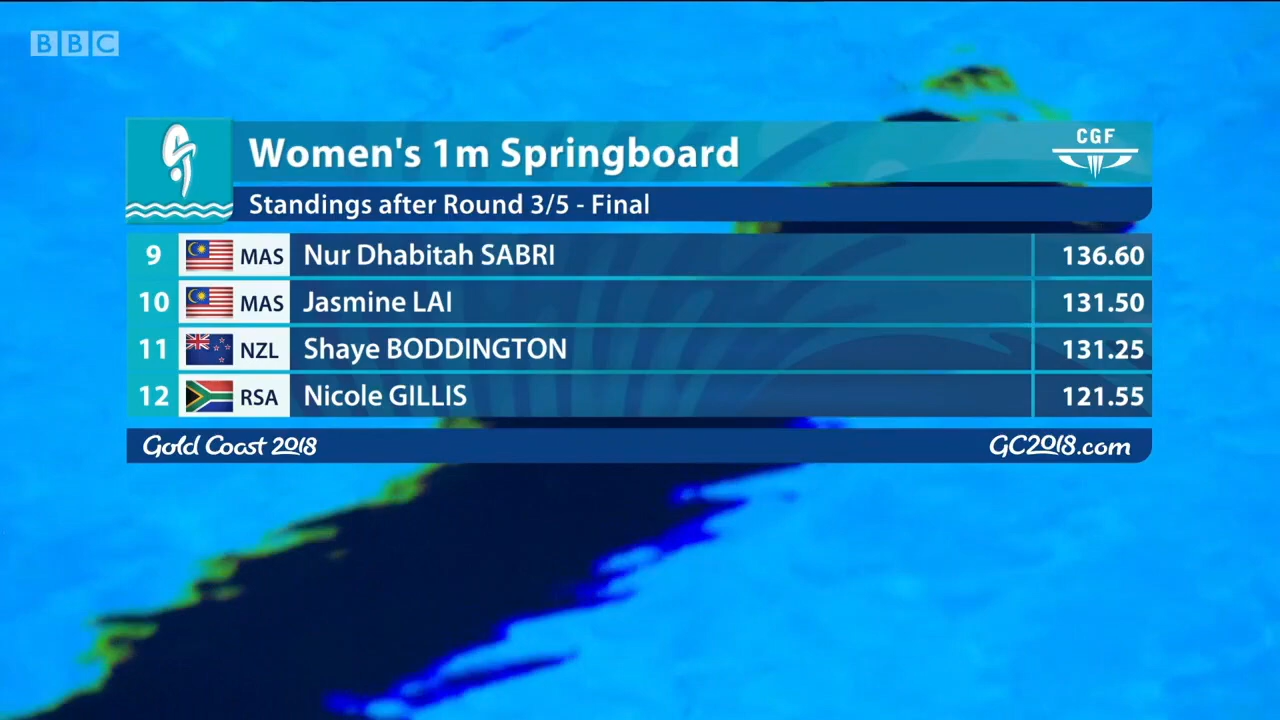 BBC
Women's 1m Springboard
CGF
Standings after Round 3/5 - Final
9 MAS Nur Dhabitah SABRI 136.60
10 MAS Jasmine LAI 131.50
11 NZL Shaye BODDINGTON 131.25
12 RSA Nicole GILLIS 121.55
Gold Coast 2018 GC2018.com